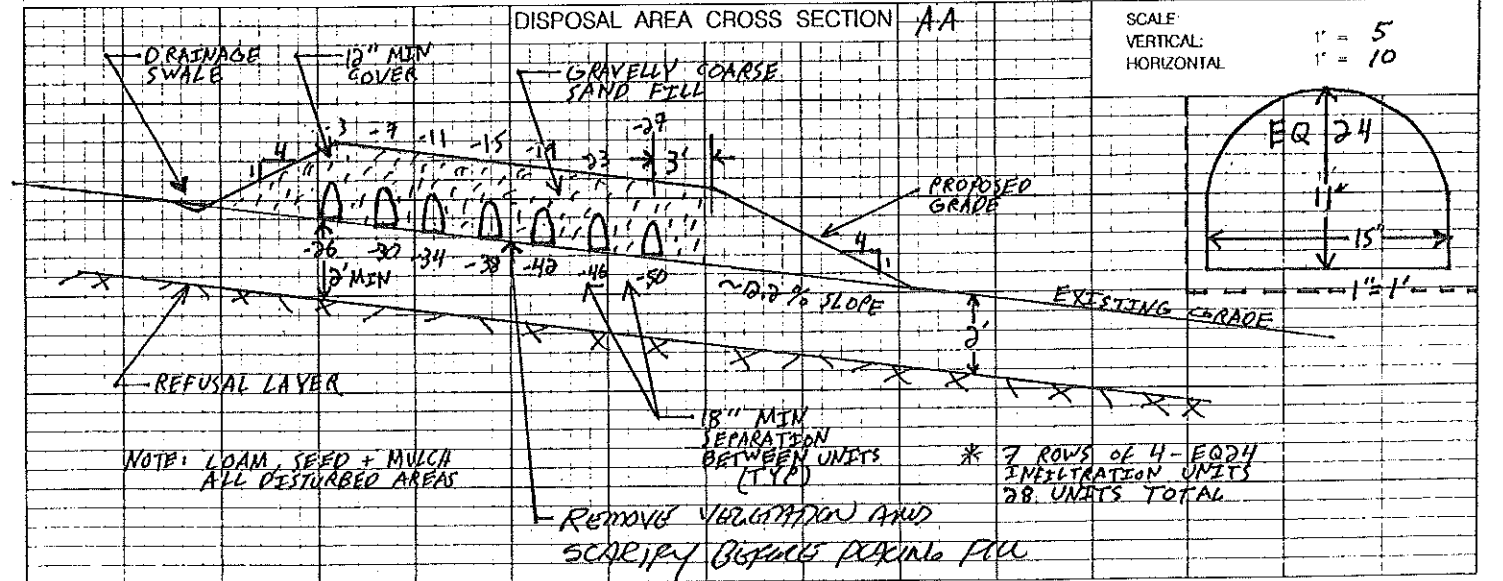 DISPOSAL AREA CROSS SECTION AA
SCALE
VERTICAL: 1" = 5
HORIZONTAL 1" = 10
DRAINAGE
SWALE
12" MIN
COVER
GRAVELLY COARSE
SAND FILL
-3 -7 -11 -15 -19 -23 -27
3'
4
1
EQ 24
11"
15"
1"=1'
PROPOSED
GRADE
4
1
-26 -30 -34 -38 -42 -46 -50
2' MIN
~2.2% SLOPE
EXISTING GRADE
2'
REFUSAL LAYER
18" MIN
SEPARATION
BETWEEN UNITS
(TYP)
NOTE: LOAM, SEED + MULCH
ALL DISTURBED AREAS
* 7 ROWS OF 4 - EQ24
INFILTRATION UNITS
28 UNITS TOTAL
REMOVE VEGETATION AND
SCARIFY BEFORE PLACING FILL